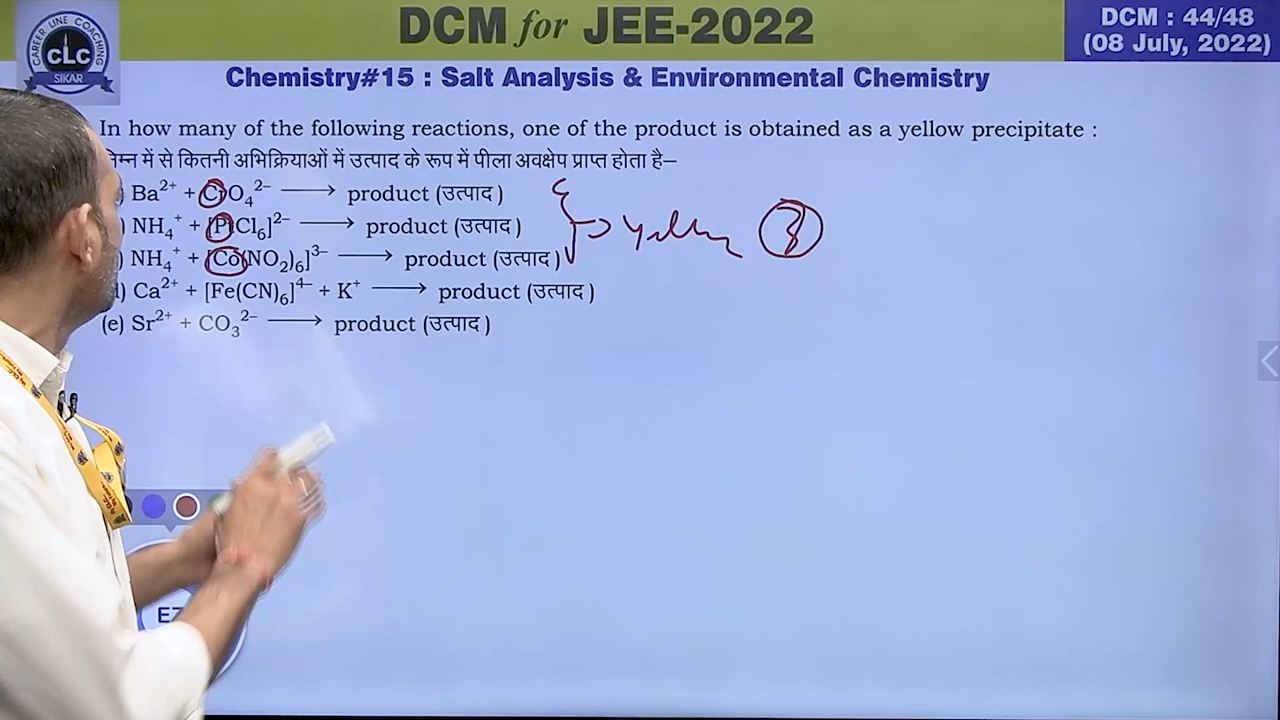 DCM for JEE-2022
DCM : 44/48
(08 July, 2022)
CAREER LINE COACHING
CLC
SIKAR
Chemistry#15 : Salt Analysis & Environmental Chemistry
In how many of the following reactions, one of the product is obtained as a yellow precipitate :
में से कितनी अभिक्रियाओं में उत्पाद के रूप में पीला अवक्षेप प्राप्त होता है–
) Ba²⁺ + CrO₄²⁻ ⟶ product (उत्पाद )
) NH₄⁺ + [PtCl₆]²⁻ ⟶ product (उत्पाद )
) NH₄⁺ + [Co(NO₂)₆]³⁻ ⟶ product (उत्पाद )
yellow 3
) Ca²⁺ + [Fe(CN)₆]⁴⁻ + K⁺ ⟶ product (उत्पाद )
(e) Sr²⁺ + CO₃²⁻ ⟶ product (उत्पाद )